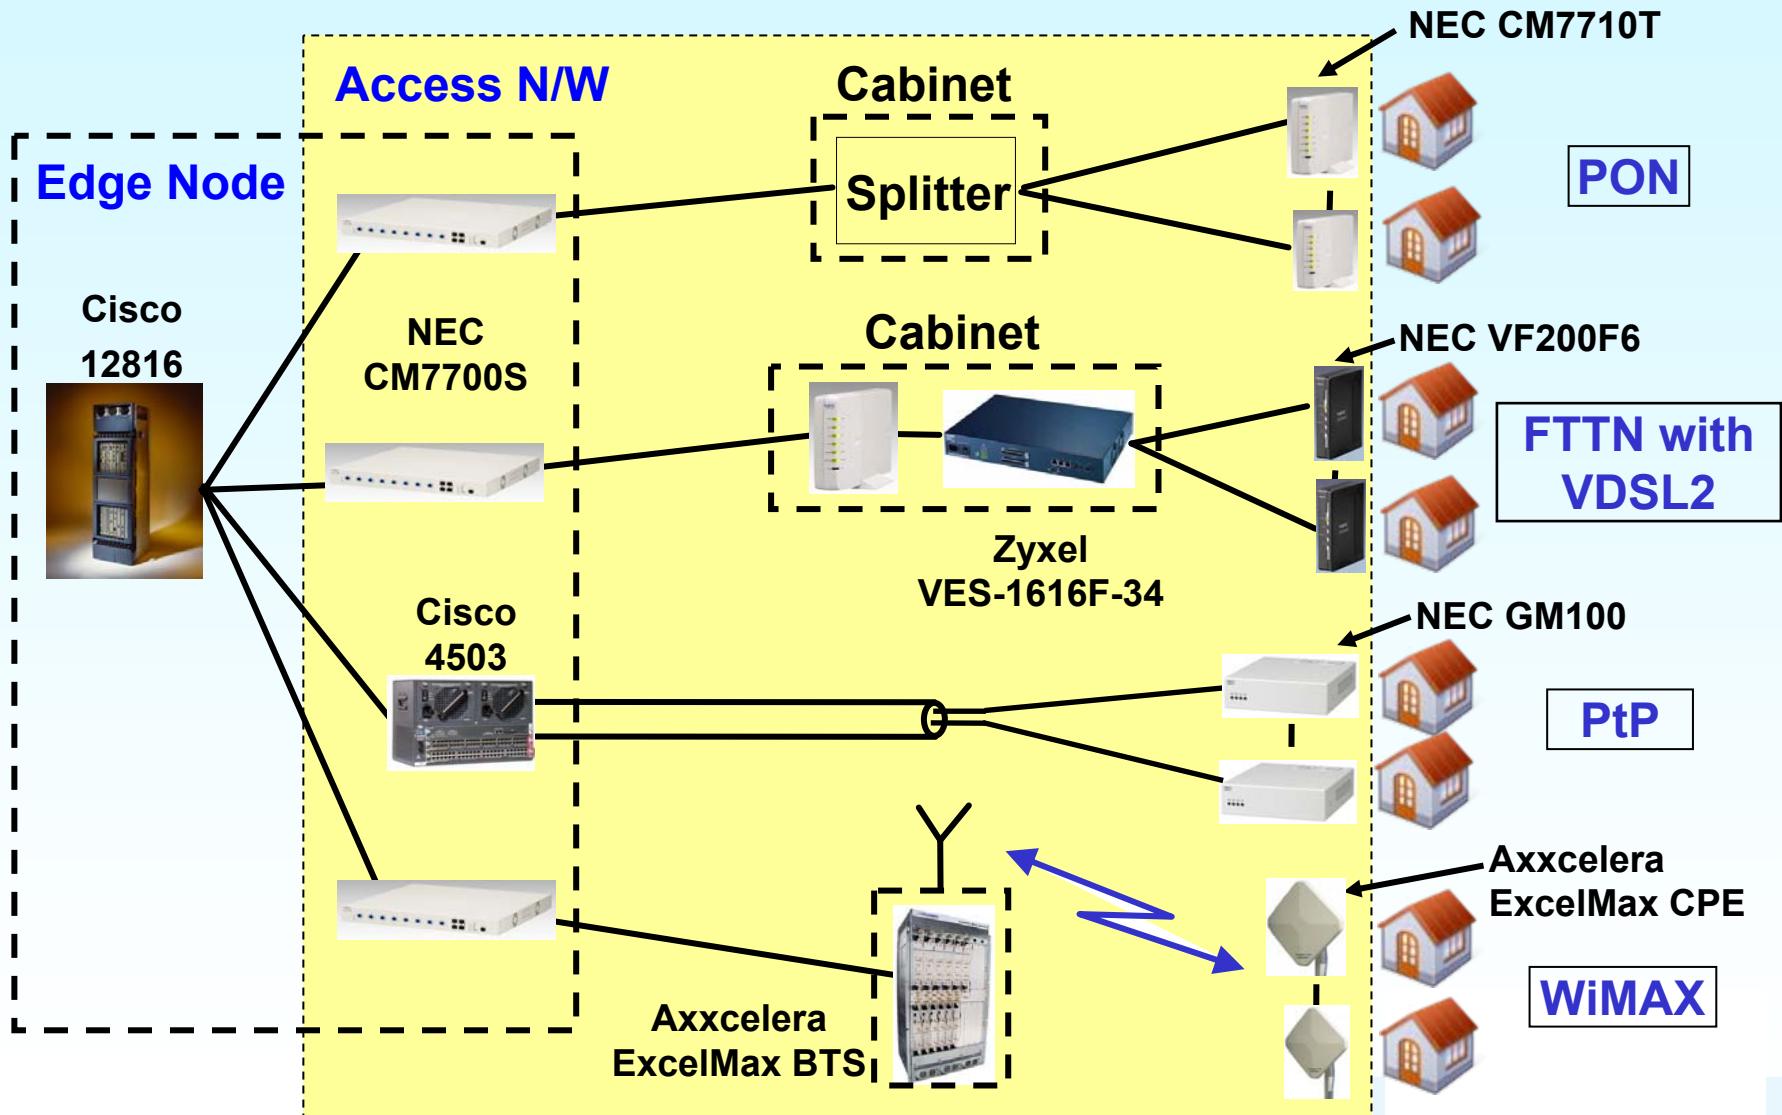 NEC CM7710T
Access N/W
Cabinet
Edge Node
Splitter
PON
Cisco
12816
NEC
CM7700S
Cabinet
NEC VF200F6
FTTN with
VDSL2
Zyxel
VES-1616F-34
Cisco
4503
NEC GM100
PtP
Axxcelera
ExcelMax CPE
WiMAX
Axxcelera
ExcelMax BTS